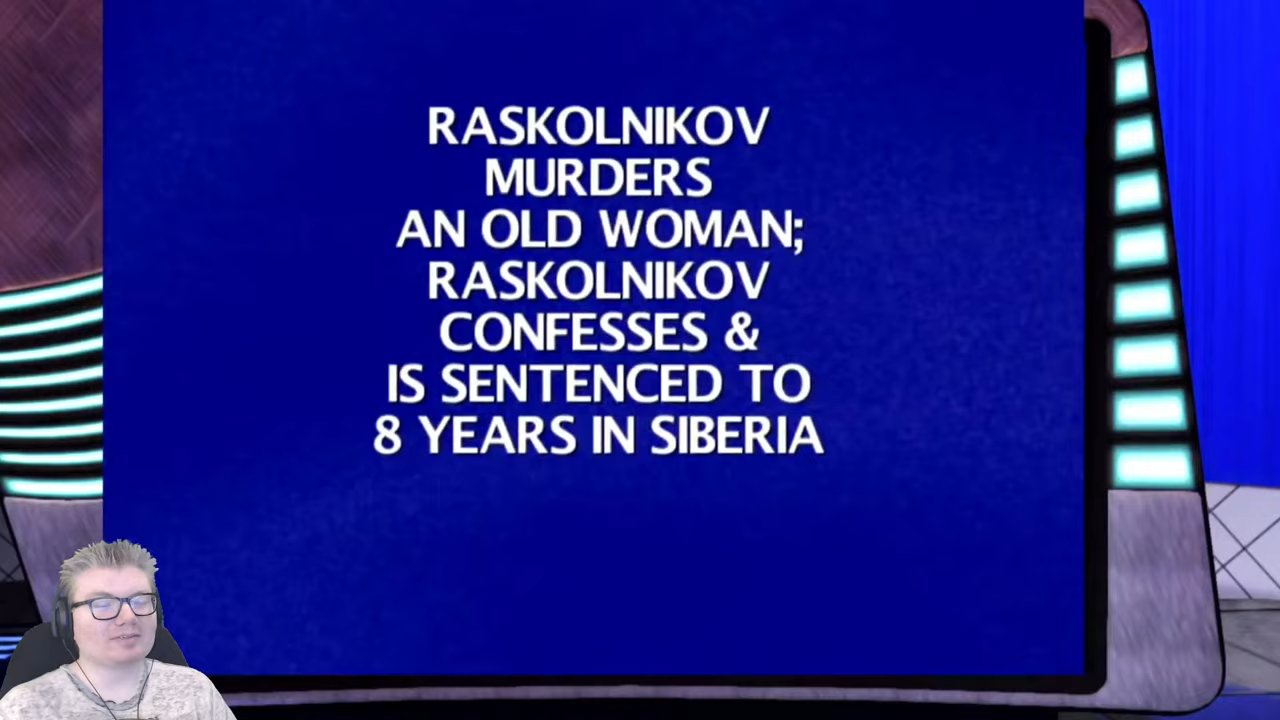 RASKOLNIKOV
MURDERS
AN OLD WOMAN;
RASKOLNIKOV
CONFESSES &
IS SENTENCED TO
8 YEARS IN SIBERIA